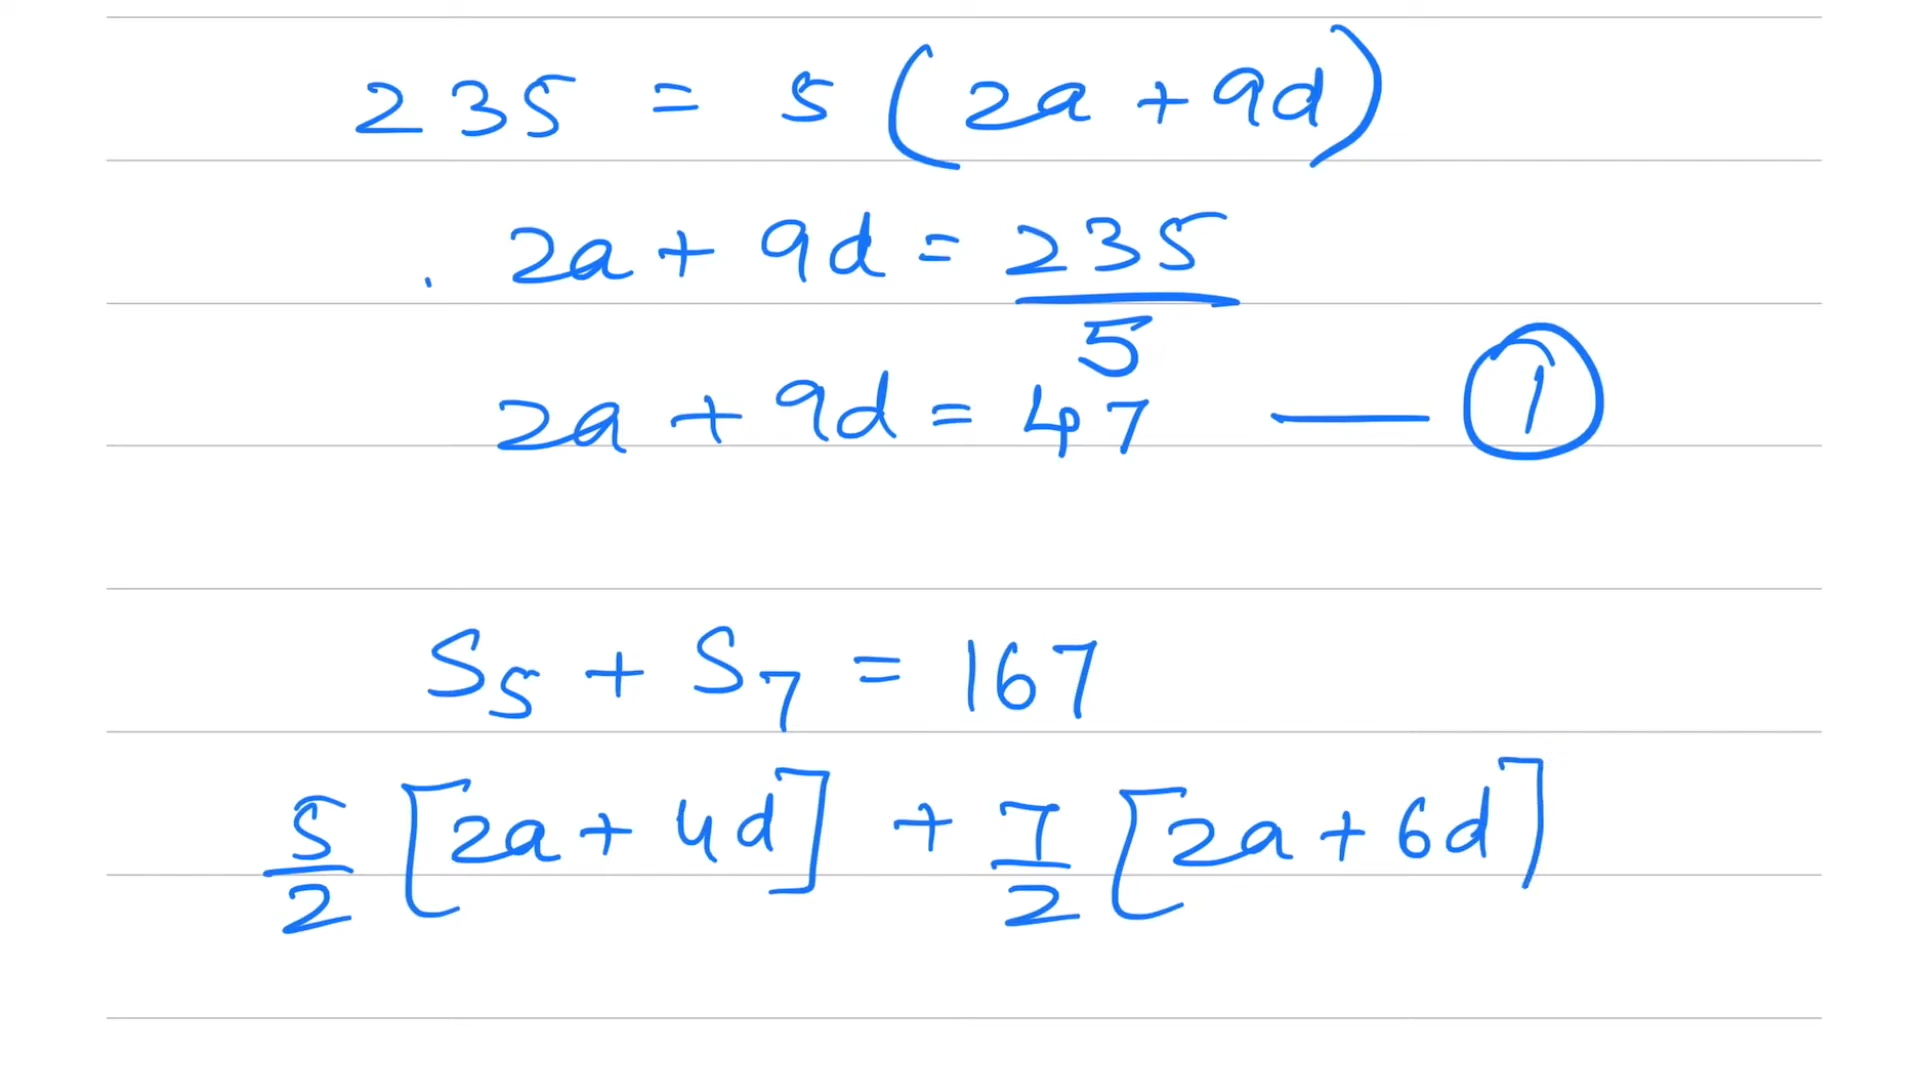 235 = 5 (2a + 9d)
. 2a + 9d = 235/5
2a + 9d = 47 — ①
S₅ + S₇ = 167
5/2 [2a + 4d] + 7/2 [2a + 6d]